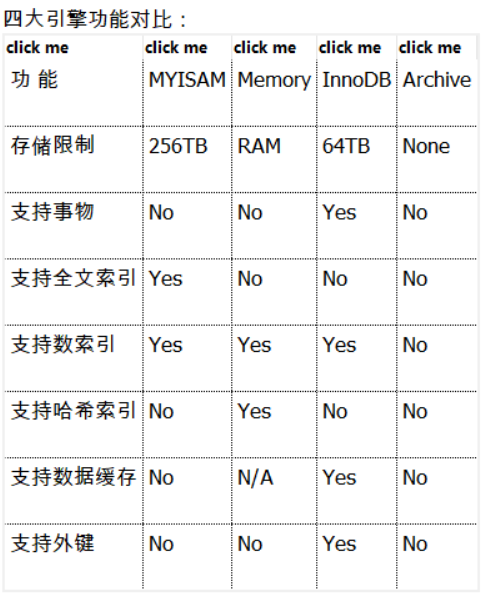 四大引擎功能对比：
click me click me click me click me click me
功 能 MYISAM Memory InnoDB Archive
存储限制 256TB RAM 64TB None
支持事物 No No Yes No
支持全文索引 Yes No No No
支持数索引 Yes Yes Yes No
支持哈希索引 No Yes No No
支持数据缓存 No N/A Yes No
支持外键 No No Yes No